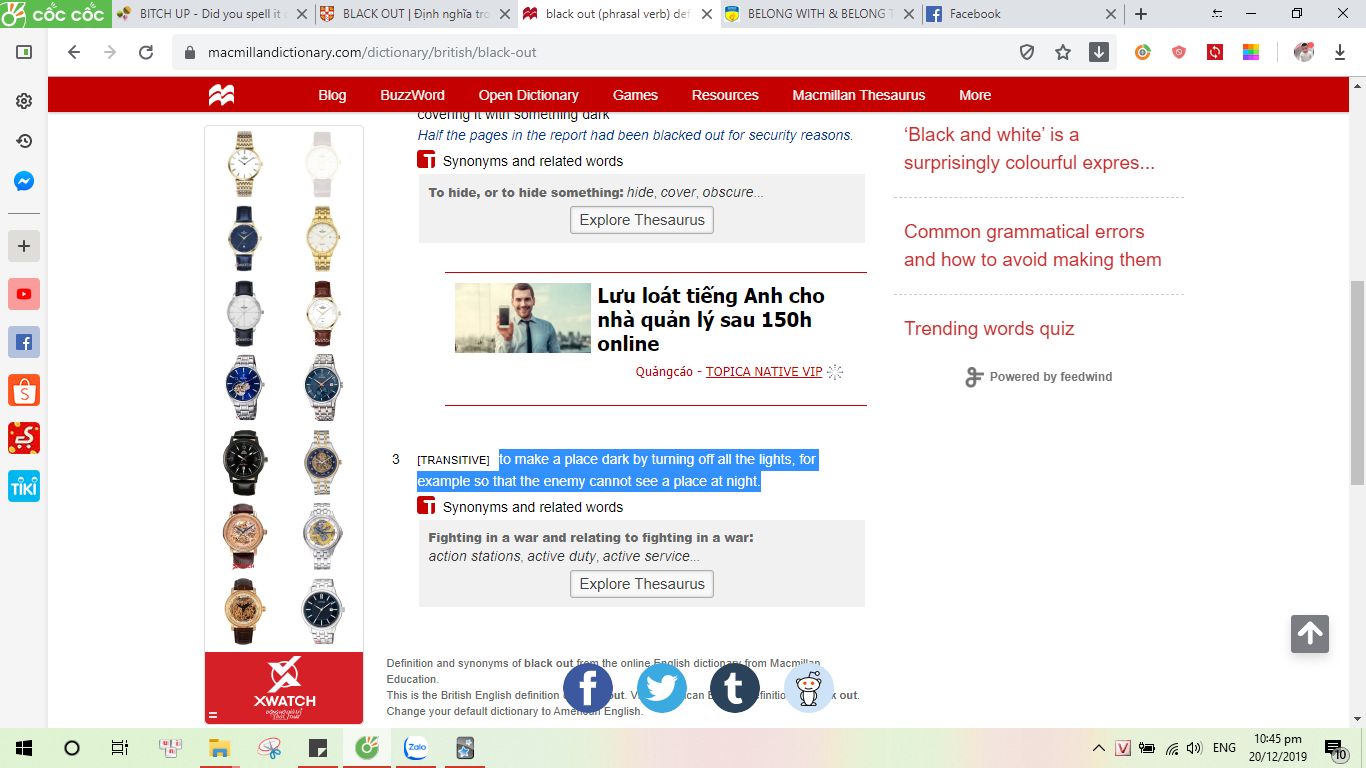 cốc cốc
BITCH UP - Did you spell it
BLACK OUT | Định nghĩa tro
black out (phrasal verb) def
BELONG WITH & BELONG T
Facebook
macmillandictionary.com/dictionary/british/black-out
Blog BuzzWord Open Dictionary Games Resources Macmillan Thesaurus More
covering it with something dark
Half the pages in the report had been blacked out for security reasons.
T Synonyms and related words
To hide, or to hide something: hide, cover, obscure...
Explore Thesaurus
Lưu loát tiếng Anh cho
nhà quản lý sau 150h
online
Quảngcáo - TOPICA NATIVE VIP
3 [TRANSITIVE] to make a place dark by turning off all the lights, for
example so that the enemy cannot see a place at night.
T Synonyms and related words
Fighting in a war and relating to fighting in a war:
action stations, active duty, active service...
Explore Thesaurus
Definition and synonyms of black out from the online English dictionary from Macmillan
Education.
This is the British English definition out. V can E efinitio k out.
Change your default dictionary to American English.
‘Black and white’ is a
surprisingly colourful expres...
Common grammatical errors
and how to avoid making them
Trending words quiz
Powered by feedwind
XWATCH
TIKI
Zalo
V
ENG
10:45 pm
20/12/2019
10